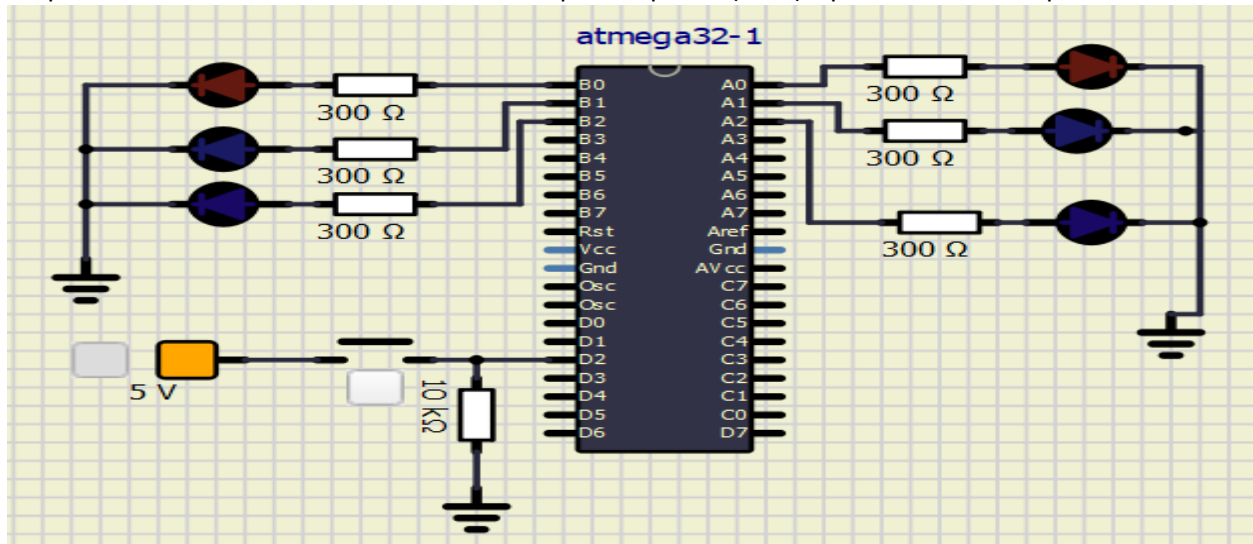 atmega32-1
300 Ω
300 Ω
300 Ω
B0
B1
B2
B3
B4
B5
B6
B7
Rst
Vcc
Gnd
Osc
Osc
D0
D1
D2
D3
D4
D5
D6
A0
A1
A2
A3
A4
A5
A6
A7
Aref
Gnd
AVcc
C7
C6
C5
C4
C3
C2
C1
C0
D7
300 Ω
300 Ω
300 Ω
5 V
10 kΩ